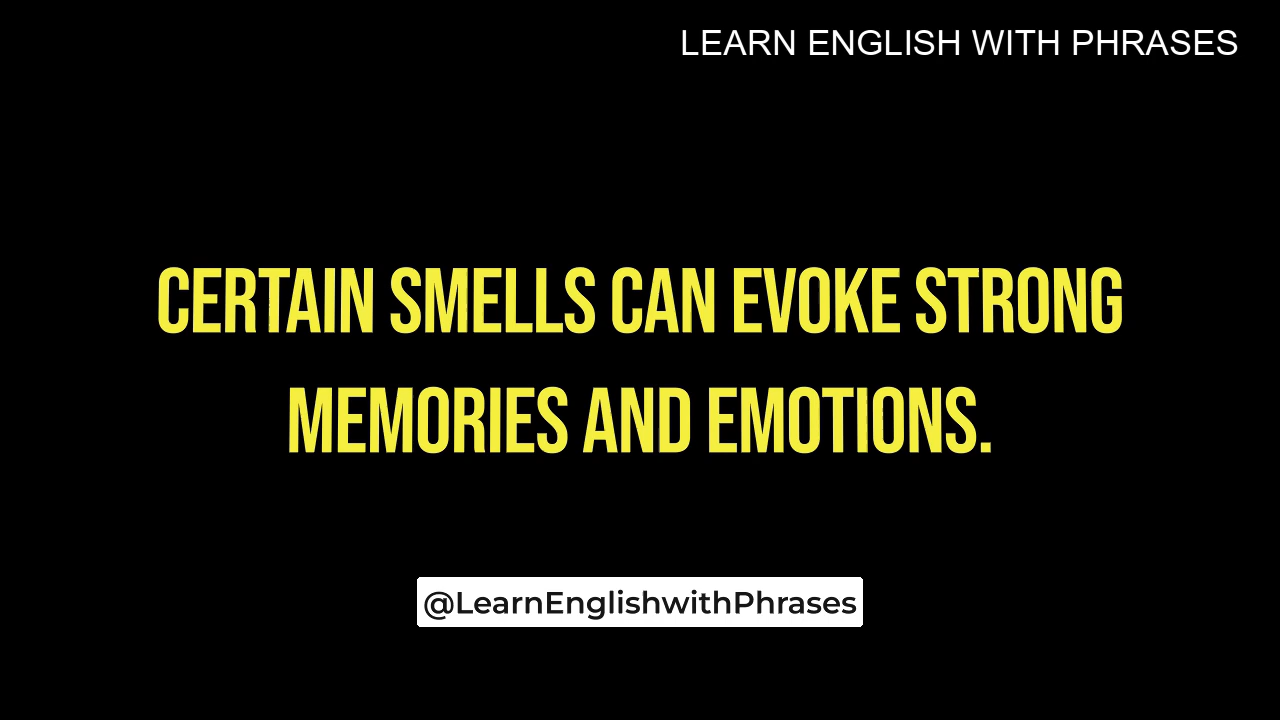 LEARN ENGLISH WITH PHRASES
CERTAIN SMELLS CAN EVOKE STRONG
MEMORIES AND EMOTIONS.
@LearnEnglishwithPhrases